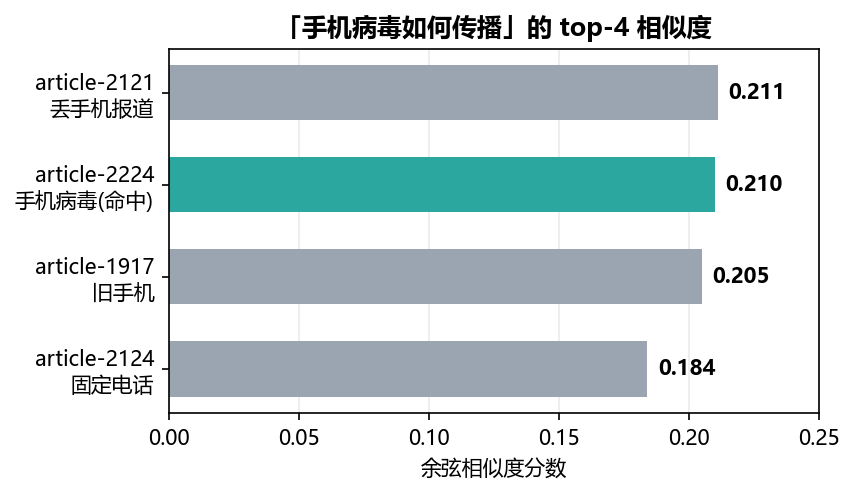 「手机病毒如何传播」的 top-4 相似度
article-2121
丢手机报道
0.211
article-2224
手机病毒(命中)
0.210
article-1917
旧手机
0.205
article-2124
固定电话
0.184
0.00 0.05 0.10 0.15 0.20 0.25
余弦相似度分数